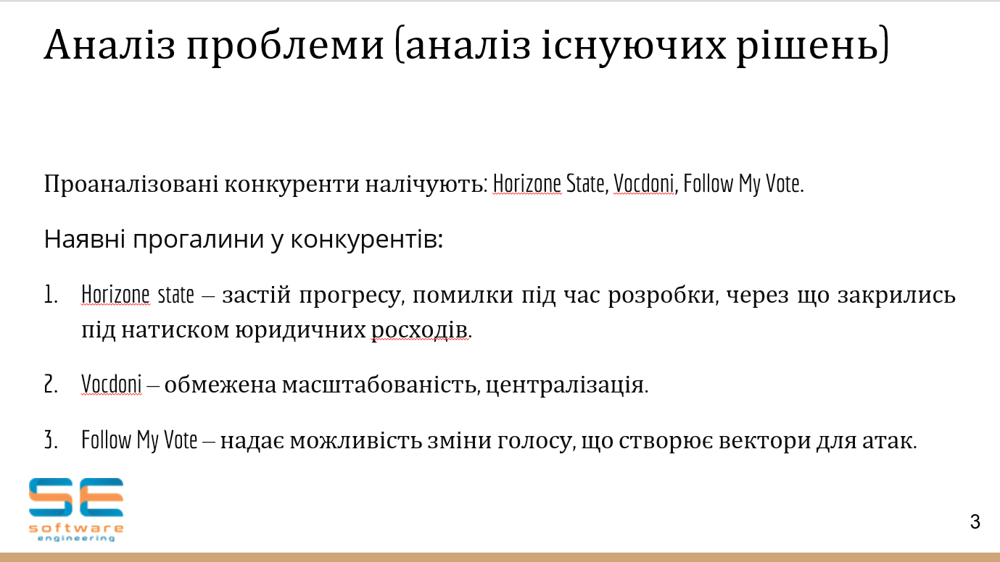 Аналіз проблеми (аналіз існуючих рішень)
Проаналізовані конкуренти налічують: Horizone State, Vocdoni, Follow My Vote.
Наявні прогалини у конкурентів:
1. Horizone state – застій прогресу, помилки під час розробки, через що закрились
під натиском юридичних росходів.
2. Vocdoni – обмежена масштабованість, централізація.
3. Follow My Vote – надає можливість зміни голосу, що створює вектори для атак.
SE
software
engineering
3